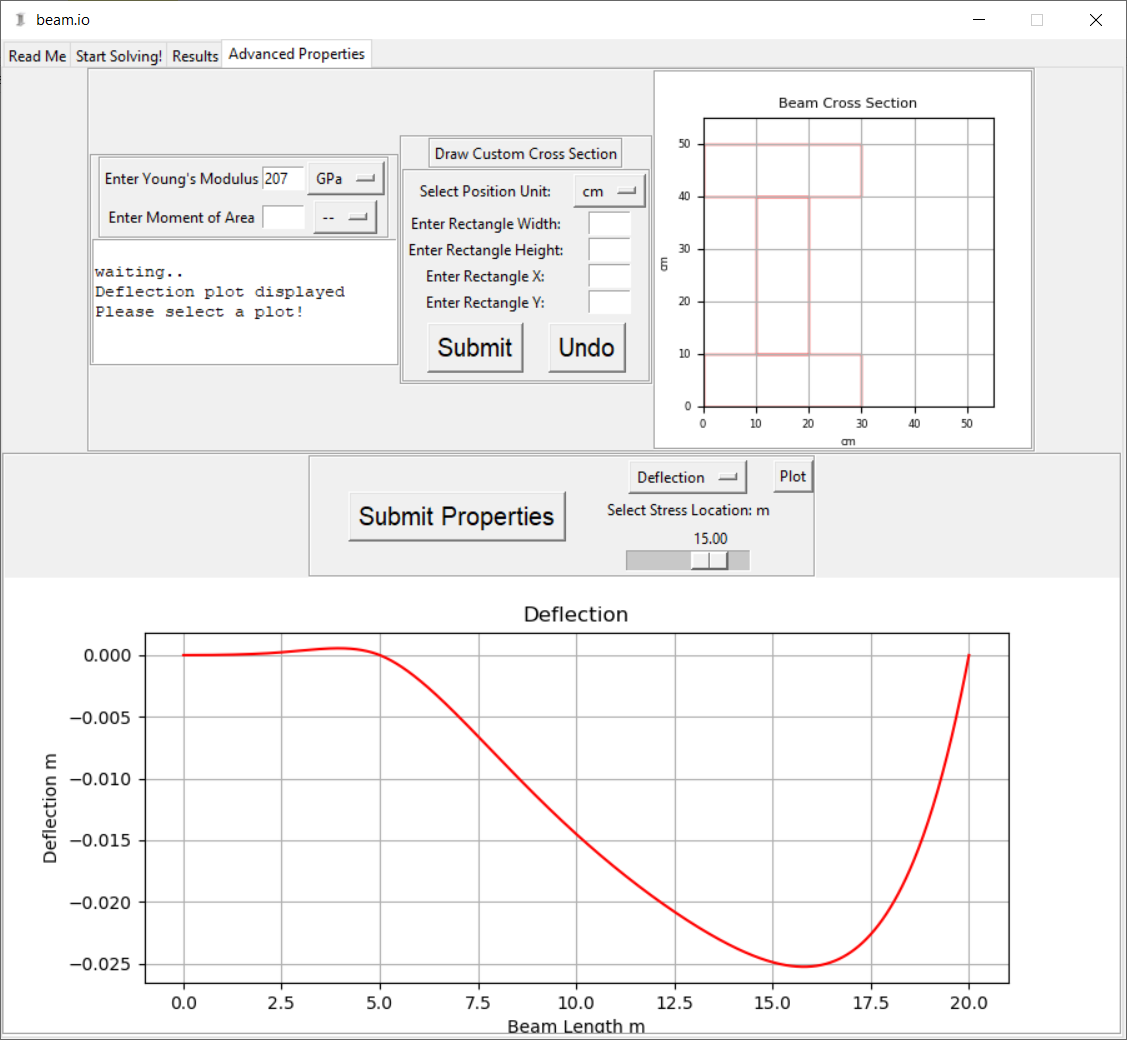 beam.io
Read Me Start Solving! Results Advanced Properties
Enter Young's Modulus 207 GPa
Enter Moment of Area --
waiting..
Deflection plot displayed
Please select a plot!
Draw Custom Cross Section
Select Position Unit: cm
Enter Rectangle Width:
Enter Rectangle Height:
Enter Rectangle X:
Enter Rectangle Y:
Submit Undo
Beam Cross Section
50
40
30
20
10
0
cm
0 10 20 30 40 50
cm
Submit Properties
Deflection Plot
Select Stress Location: m
15.00
Deflection
0.000
−0.005
−0.010
−0.015
−0.020
−0.025
Deflection m
0.0 2.5 5.0 7.5 10.0 12.5 15.0 17.5 20.0
Beam Length m